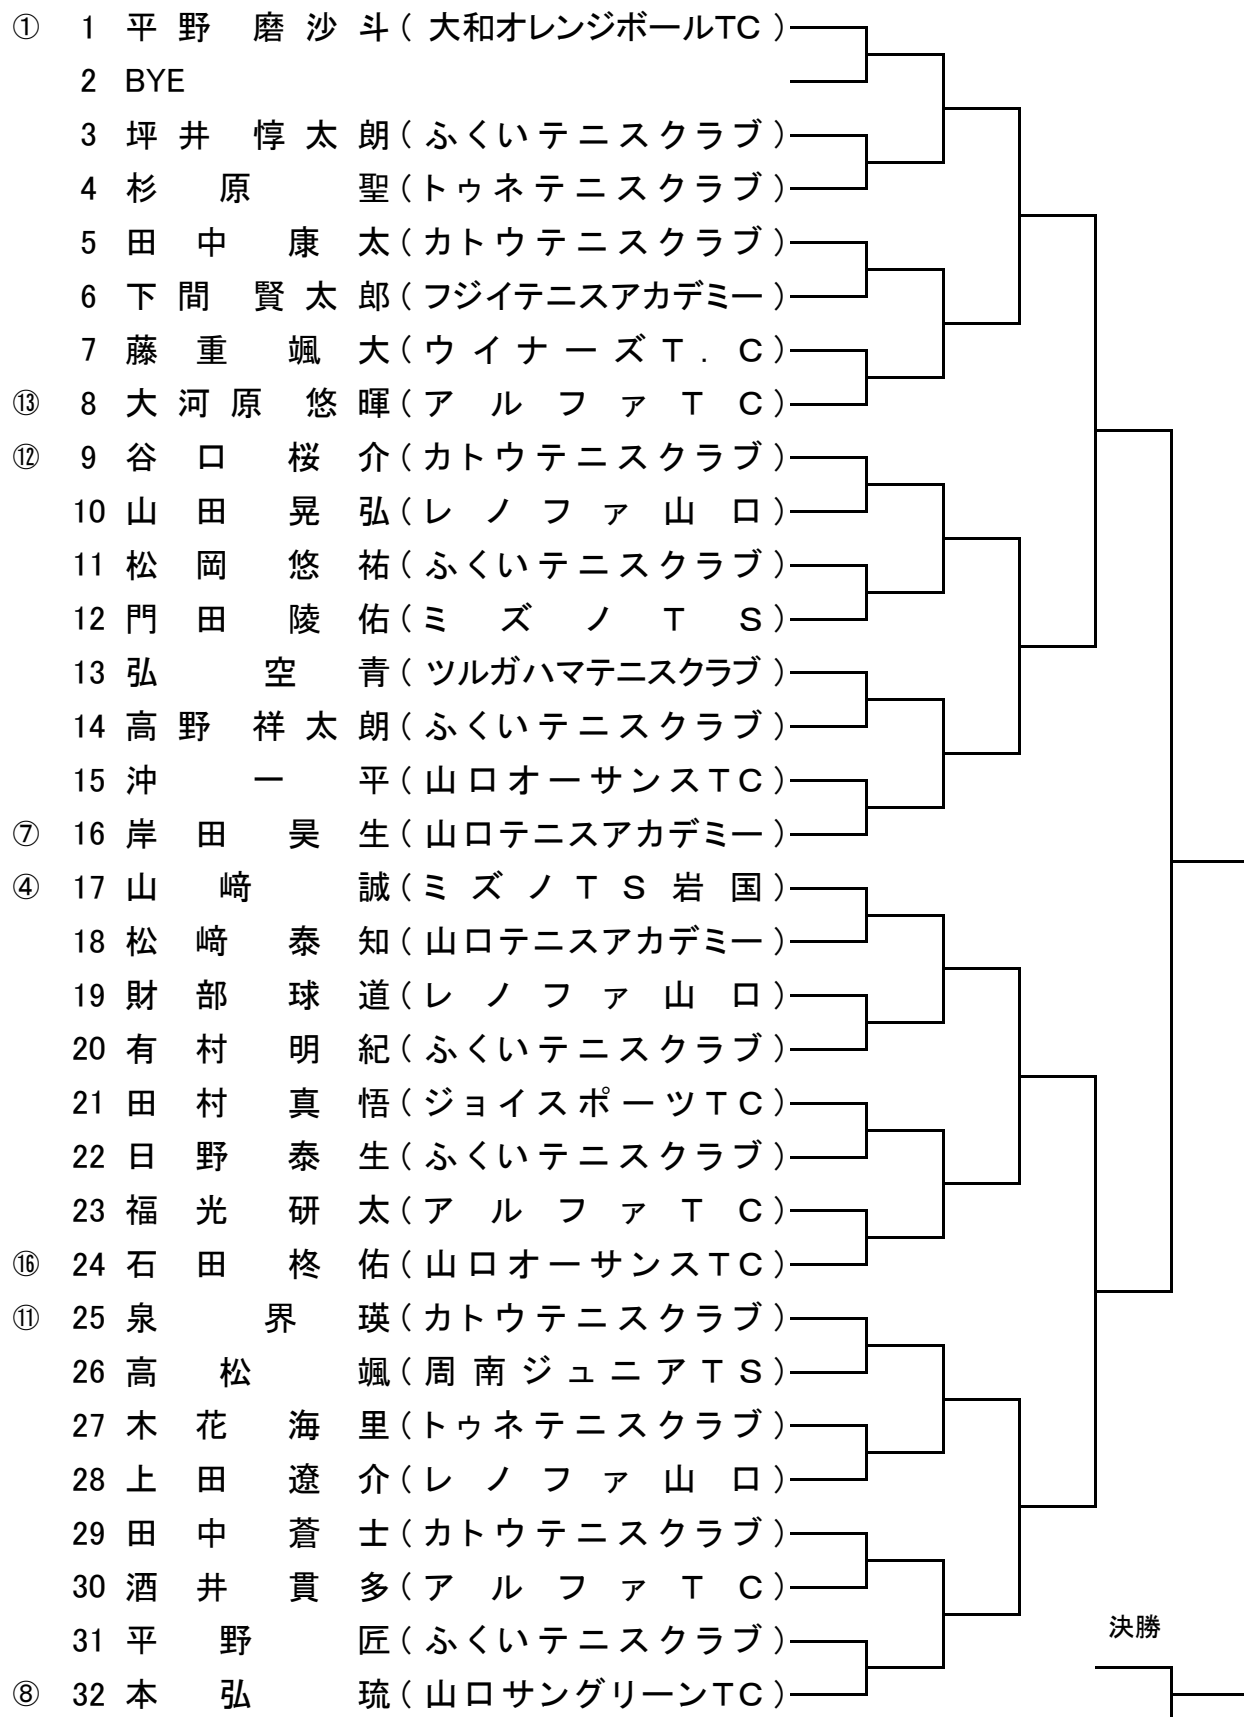 ① 1 平野 磨沙斗(大和オレンジボールTC)
2 BYE
3 坪井 惇太朗(ふくいテニスクラブ)
4 杉原 聖(トゥネテニスクラブ)
5 田中 康太(カトウテニスクラブ)
6 下間 賢太郎(フジイテニスアカデミー)
7 藤重 颯大(ウイナーズT.C)
⑬ 8 大河原 悠暉(アルファTC)
⑫ 9 谷口 桜介(カトウテニスクラブ)
10 山田 晃弘(レノファ山口)
11 松岡 悠祐(ふくいテニスクラブ)
12 門田 陵佑(ミズノTS)
13 弘 空青(ツルガハマテニスクラブ)
14 高野 祥太朗(ふくいテニスクラブ)
15 沖 一平(山口オーサンスTC)
⑦ 16 岸田 昊生(山口テニスアカデミー)
④ 17 山﨑 誠(ミズノTS岩国)
18 松﨑 泰知(山口テニスアカデミー)
19 財部 球道(レノファ山口)
20 有村 明紀(ふくいテニスクラブ)
21 田村 真悟(ジョイスポーツTC)
22 日野 泰生(ふくいテニスクラブ)
23 福光 研太(アルファTC)
⑯ 24 石田 柊佑(山口オーサンスTC)
⑪ 25 泉 界瑛(カトウテニスクラブ)
26 高松 颯(周南ジュニアTS)
27 木花 海里(トゥネテニスクラブ)
28 上田 遼介(レノファ山口)
29 田中 蒼士(カトウテニスクラブ)
30 酒井 貫多(アルファTC)
31 平野 匠(ふくいテニスクラブ)
決勝
⑧ 32 本弘 琉(山口サングリーンTC)